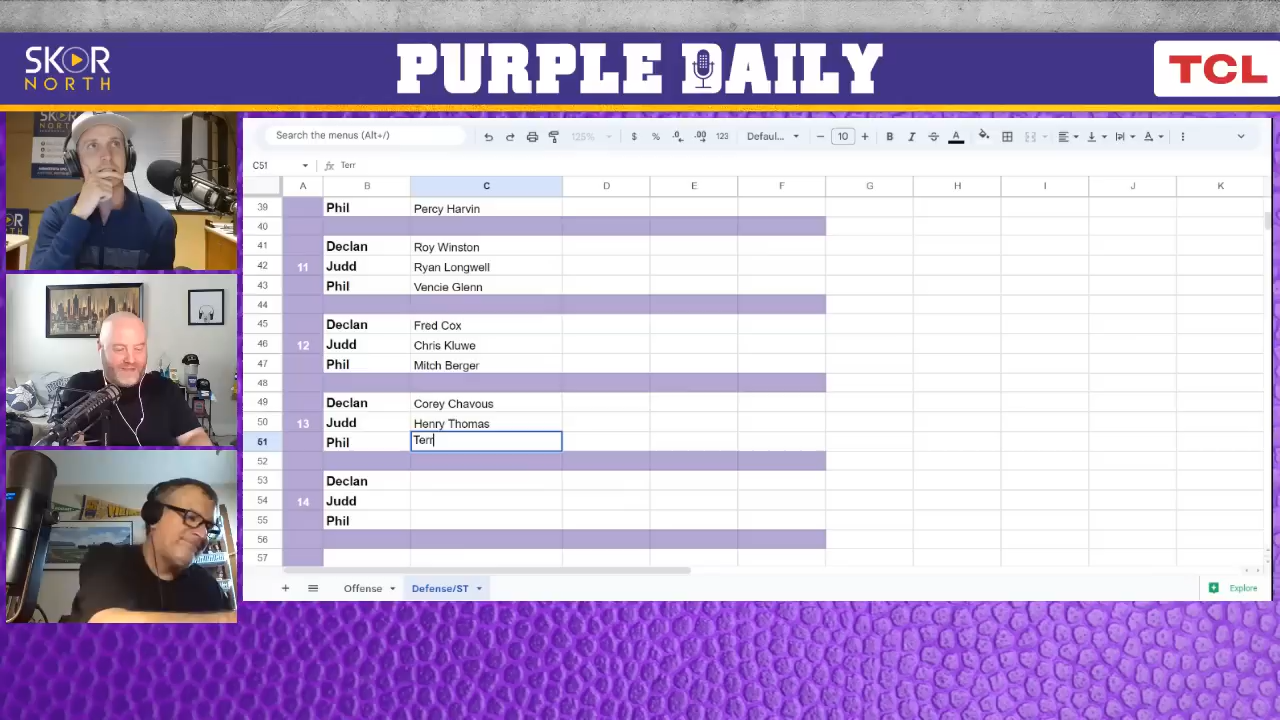 SKOR
NORTH
PURPLE DAILY
TCL
Search the menus (Alt+/)
125%
$ % .0 .00 123
Defaul...
10
B I S A
C51
fx Terr
A B C D E F G H I J K
39 Phil Percy Harvin
40
41 Declan Roy Winston
11 42 Judd Ryan Longwell
43 Phil Vencie Glenn
44
45 Declan Fred Cox
12 46 Judd Chris Kluwe
47 Phil Mitch Berger
48
49 Declan Corey Chavous
13 50 Judd Henry Thomas
51 Phil Terr
52
53 Declan
14 54 Judd
55 Phil
56
57
+ Offense Defense/ST
Explore